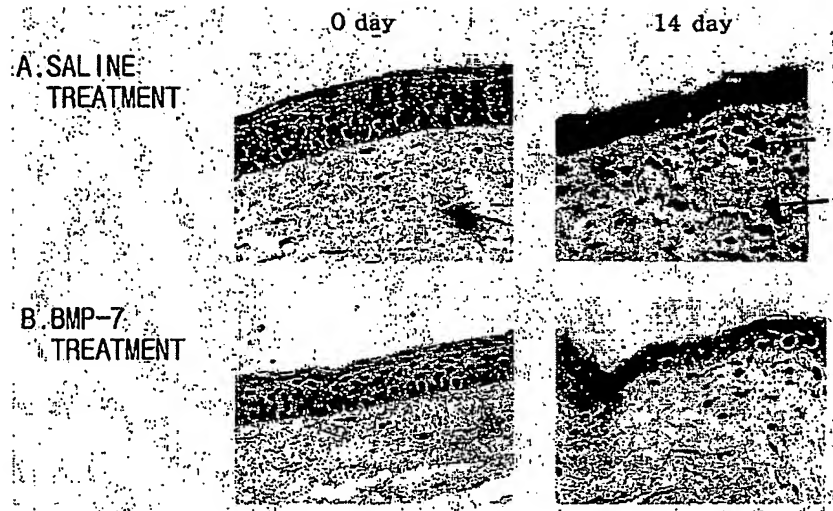 0 day
14 day
A.SALINE
TREATMENT
B.BMP-7
TREATMENT